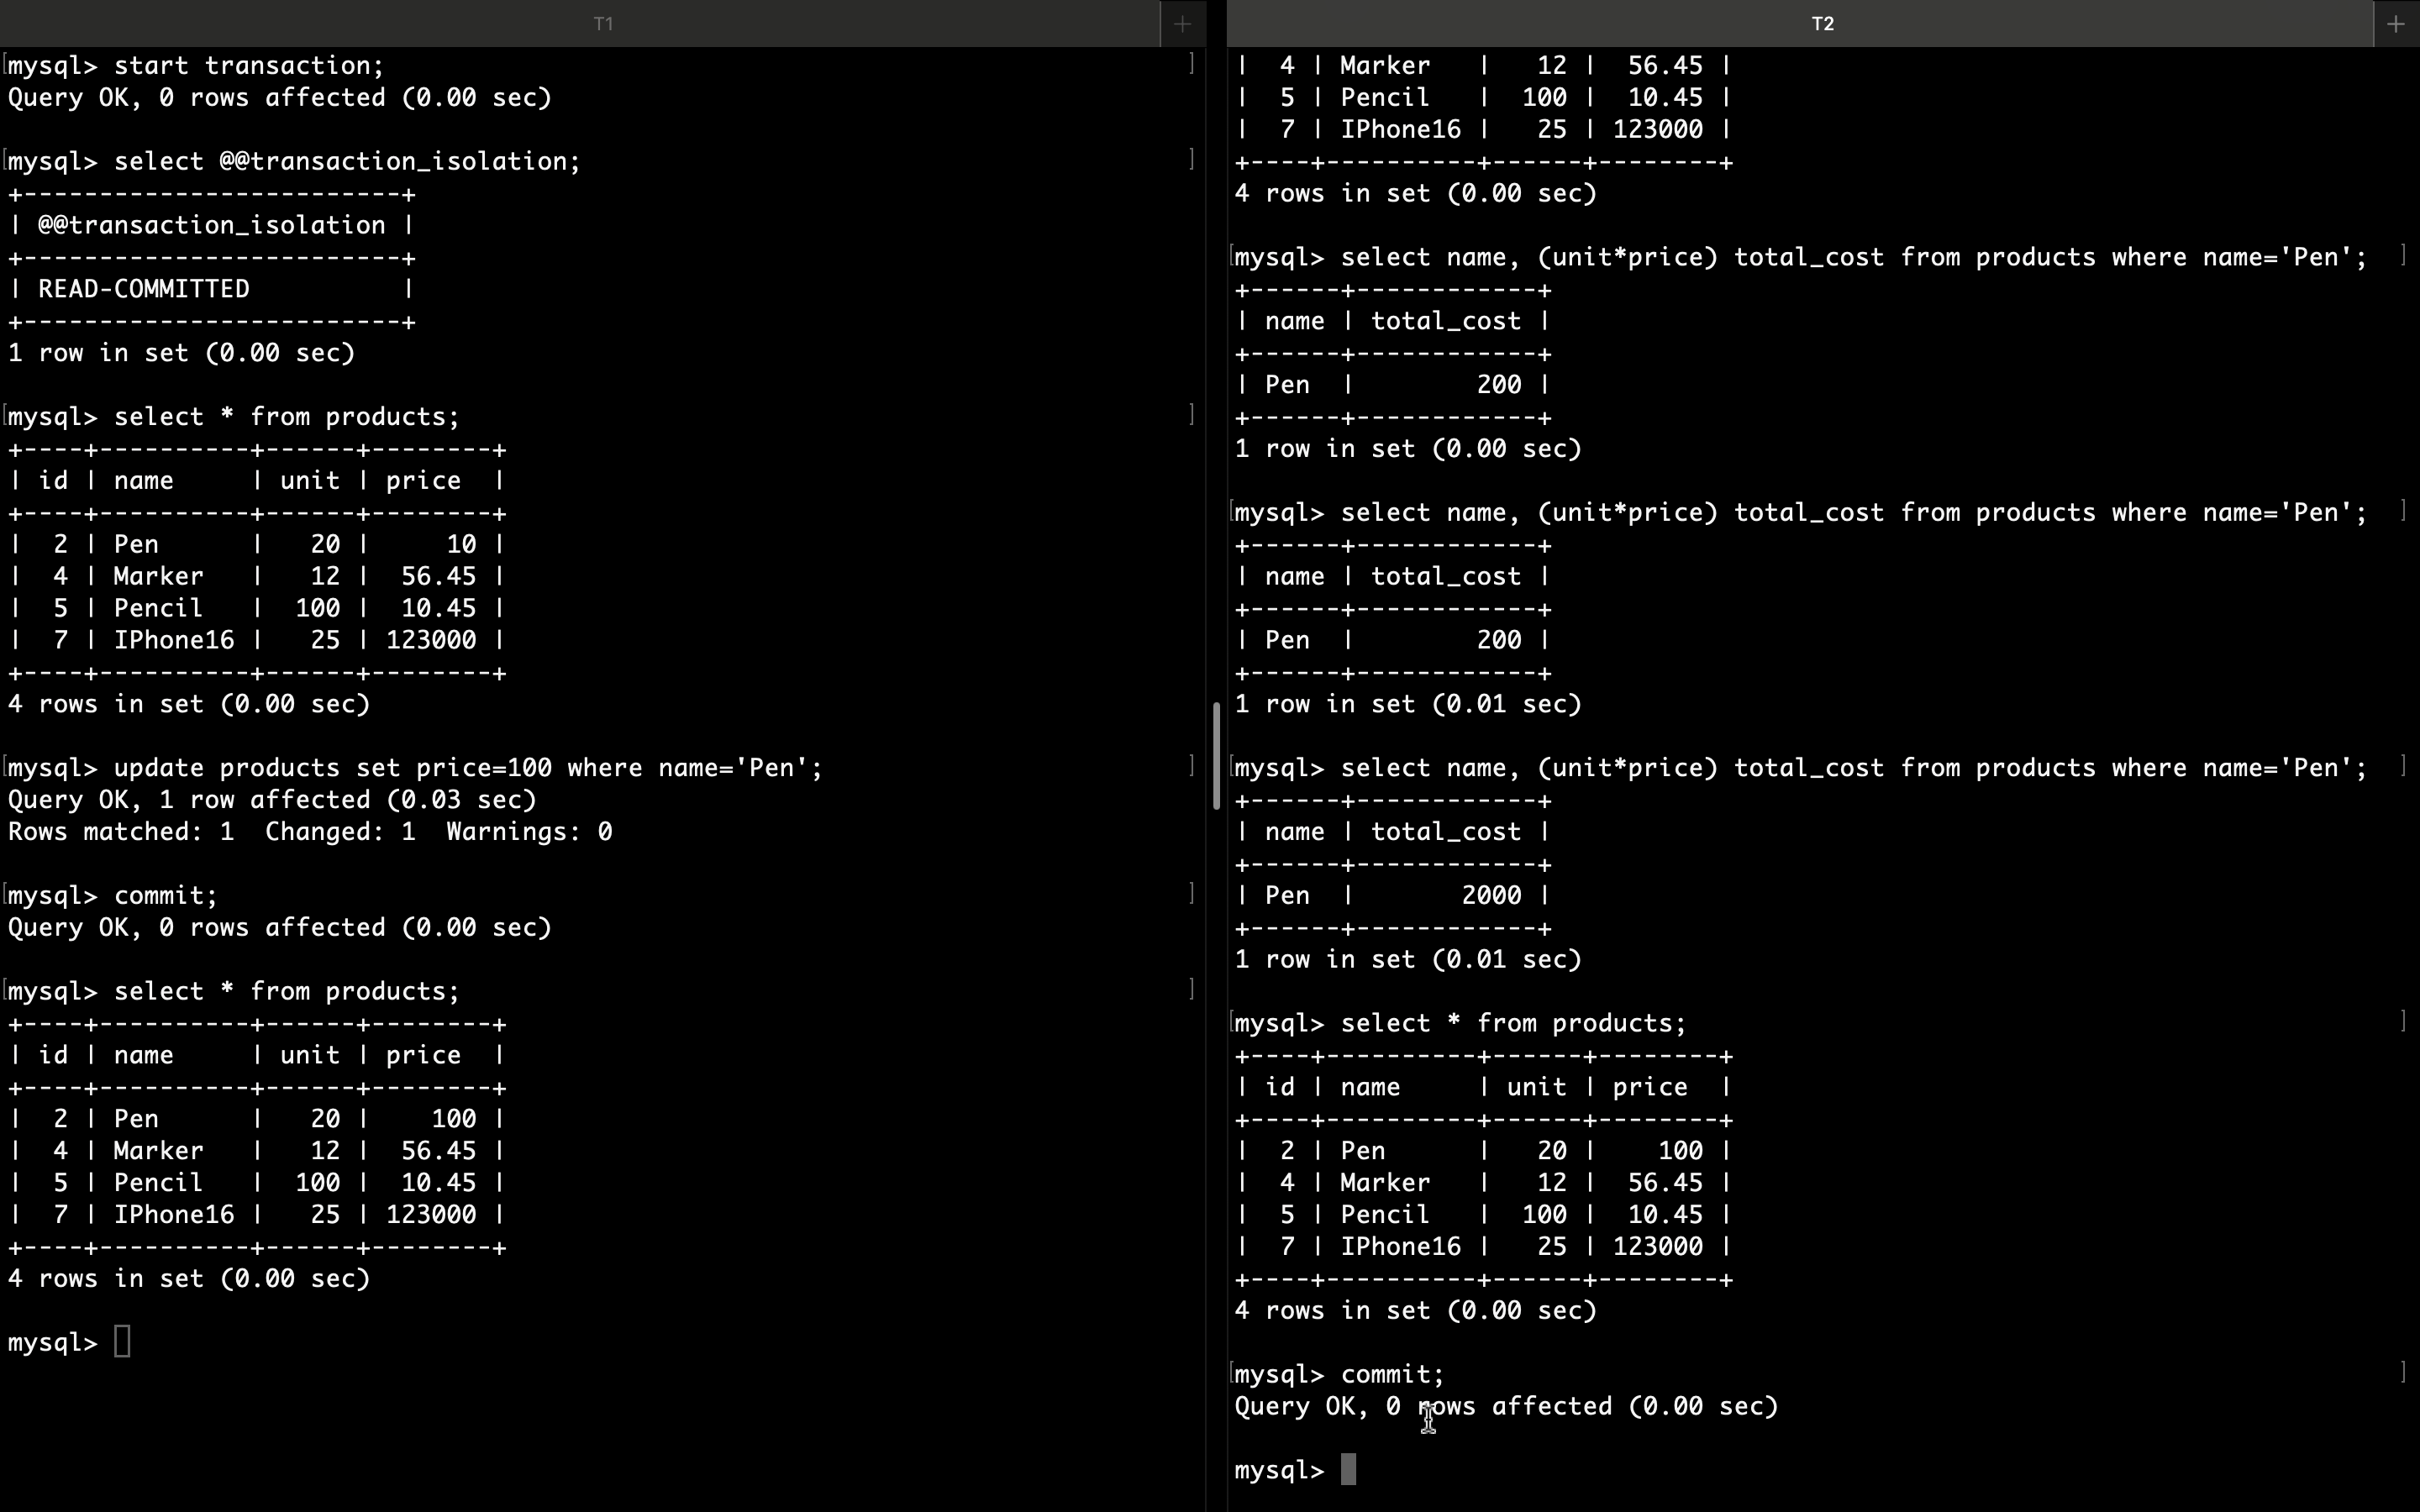 T1
mysql> start transaction;
Query OK, 0 rows affected (0.00 sec)
mysql> select @@transaction_isolation;
+-------------------------+
| @@transaction_isolation |
+-------------------------+
| READ-COMMITTED          |
+-------------------------+
1 row in set (0.00 sec)
mysql> select * from products;
+----+----------+------+--------+
| id | name     | unit | price  |
+----+----------+------+--------+
|  2 | Pen      |   20 |     10 |
|  4 | Marker   |   12 |  56.45 |
|  5 | Pencil   |  100 |  10.45 |
|  7 | IPhone16 |   25 | 123000 |
+----+----------+------+--------+
4 rows in set (0.00 sec)
mysql> update products set price=100 where name='Pen';
Query OK, 1 row affected (0.03 sec)
Rows matched: 1  Changed: 1  Warnings: 0
mysql> commit;
Query OK, 0 rows affected (0.00 sec)
mysql> select * from products;
+----+----------+------+--------+
| id | name     | unit | price  |
+----+----------+------+--------+
|  2 | Pen      |   20 |    100 |
|  4 | Marker   |   12 |  56.45 |
|  5 | Pencil   |  100 |  10.45 |
|  7 | IPhone16 |   25 | 123000 |
+----+----------+------+--------+
4 rows in set (0.00 sec)
mysql>
T2
|  4 | Marker   |   12 |  56.45 |
|  5 | Pencil   |  100 |  10.45 |
|  7 | IPhone16 |   25 | 123000 |
+----+----------+------+--------+
4 rows in set (0.00 sec)
mysql> select name, (unit*price) total_cost from products where name='Pen';
+------+------------+
| name | total_cost |
+------+------------+
| Pen  |        200 |
+------+------------+
1 row in set (0.00 sec)
mysql> select name, (unit*price) total_cost from products where name='Pen';
+------+------------+
| name | total_cost |
+------+------------+
| Pen  |        200 |
+------+------------+
1 row in set (0.01 sec)
mysql> select name, (unit*price) total_cost from products where name='Pen';
+------+------------+
| name | total_cost |
+------+------------+
| Pen  |       2000 |
+------+------------+
1 row in set (0.01 sec)
mysql> select * from products;
+----+----------+------+--------+
| id | name     | unit | price  |
+----+----------+------+--------+
|  2 | Pen      |   20 |    100 |
|  4 | Marker   |   12 |  56.45 |
|  5 | Pencil   |  100 |  10.45 |
|  7 | IPhone16 |   25 | 123000 |
+----+----------+------+--------+
4 rows in set (0.00 sec)
mysql> commit;
Query OK, 0 rows affected (0.00 sec)
mysql>